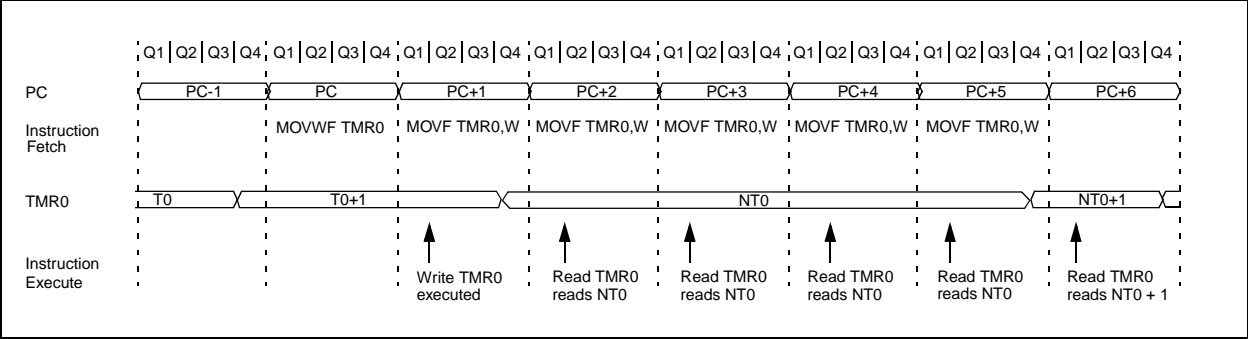 Q1 Q2 Q3 Q4 Q1 Q2 Q3 Q4 Q1 Q2 Q3 Q4 Q1 Q2 Q3 Q4 Q1 Q2 Q3 Q4 Q1 Q2 Q3 Q4 Q1 Q2 Q3 Q4 Q1 Q2 Q3 Q4
PC PC-1 PC PC+1 PC+2 PC+3 PC+4 PC+5 PC+6
Instruction
Fetch
MOVWF TMR0 MOVF TMR0,W MOVF TMR0,W MOVF TMR0,W MOVF TMR0,W MOVF TMR0,W
TMR0 T0 T0+1 NT0 NT0+1
Instruction
Execute
Write TMR0
executed
Read TMR0
reads NT0
Read TMR0
reads NT0
Read TMR0
reads NT0
Read TMR0
reads NT0
Read TMR0
reads NT0 + 1